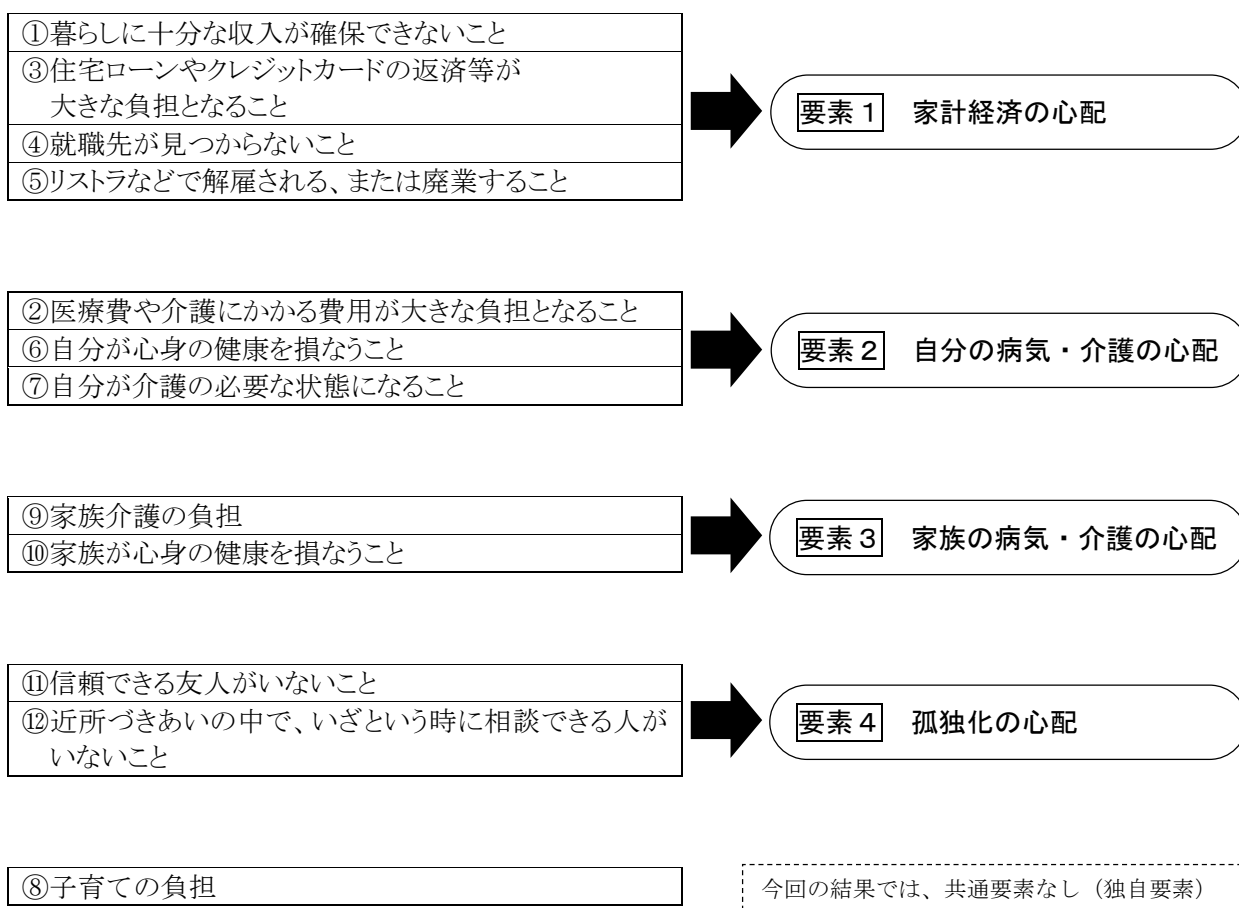 ①暮らしに十分な収入が確保できないこと
③住宅ローンやクレジットカードの返済等が
大きな負担となること
④就職先が見つからないこと
⑤リストラなどで解雇される、または廃業すること
要素1 家計経済の心配
②医療費や介護にかかる費用が大きな負担となること
⑥自分が心身の健康を損なうこと
⑦自分が介護の必要な状態になること
要素2 自分の病気・介護の心配
⑨家族介護の負担
⑩家族が心身の健康を損なうこと
要素3 家族の病気・介護の心配
⑪信頼できる友人がいないこと
⑫近所づきあいの中で、いざという時に相談できる人が
いないこと
要素4 孤独化の心配
⑧子育ての負担
今回の結果では、共通要素なし（独自要素）